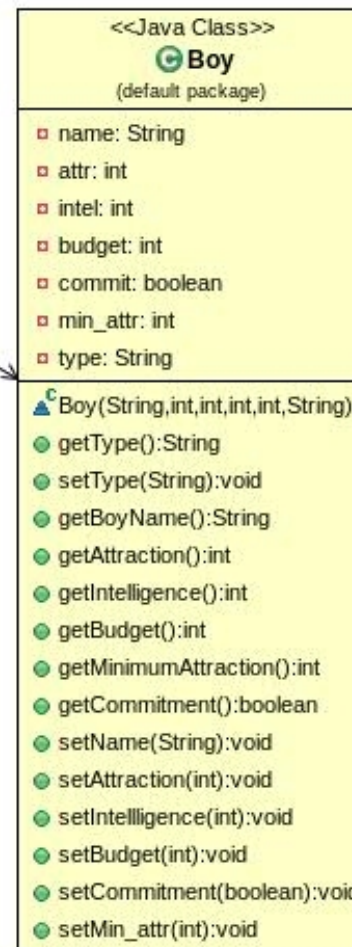 <<Java Class>>
C Boy
(default package)
name: String
attr: int
intel: int
budget: int
commit: boolean
min_attr: int
type: String
C Boy(String,int,int,int,int,String)
getType():String
setType(String):void
getBoyName():String
getAttraction():int
getIntelligence():int
getBudget():int
getMinimumAttraction():int
getCommitment():boolean
setName(String):void
setAttraction(int):void
setIntellligence(int):void
setBudget(int):void
setCommitment(boolean):void
setMin_attr(int):void